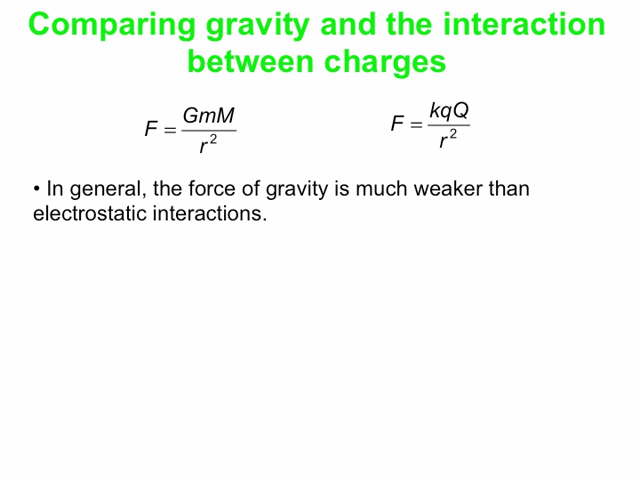 Comparing gravity and the interaction
between charges
F = GmM / r²
F = kqQ / r²
• In general, the force of gravity is much weaker than
electrostatic interactions.